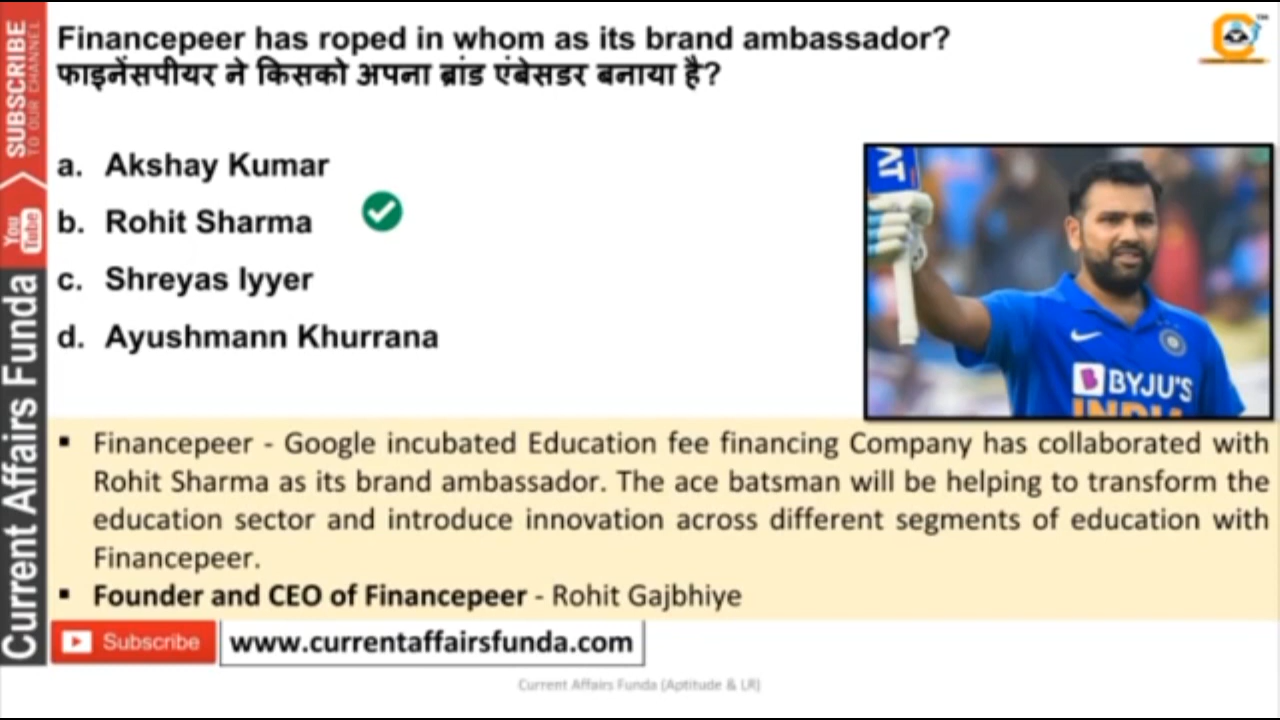 Financepeer has roped in whom as its brand ambassador?
फाइनेंसपीयर ने किसको अपना ब्रांड एंबेसडर बनाया है?
a. Akshay Kumar
b. Rohit Sharma
c. Shreyas Iyyer
d. Ayushmann Khurrana
BYJU'S
INDIA
▪ Financepeer - Google incubated Education fee financing Company has collaborated with
Rohit Sharma as its brand ambassador. The ace batsman will be helping to transform the
education sector and introduce innovation across different segments of education with
Financepeer.
▪ Founder and CEO of Financepeer - Rohit Gajbhiye
Subscribe
www.currentaffairsfunda.com
Current Affairs Funda (Aptitude & LR)
SUBSCRIBE
TO OUR CHANNEL
You
Tube
Current Affairs Funda